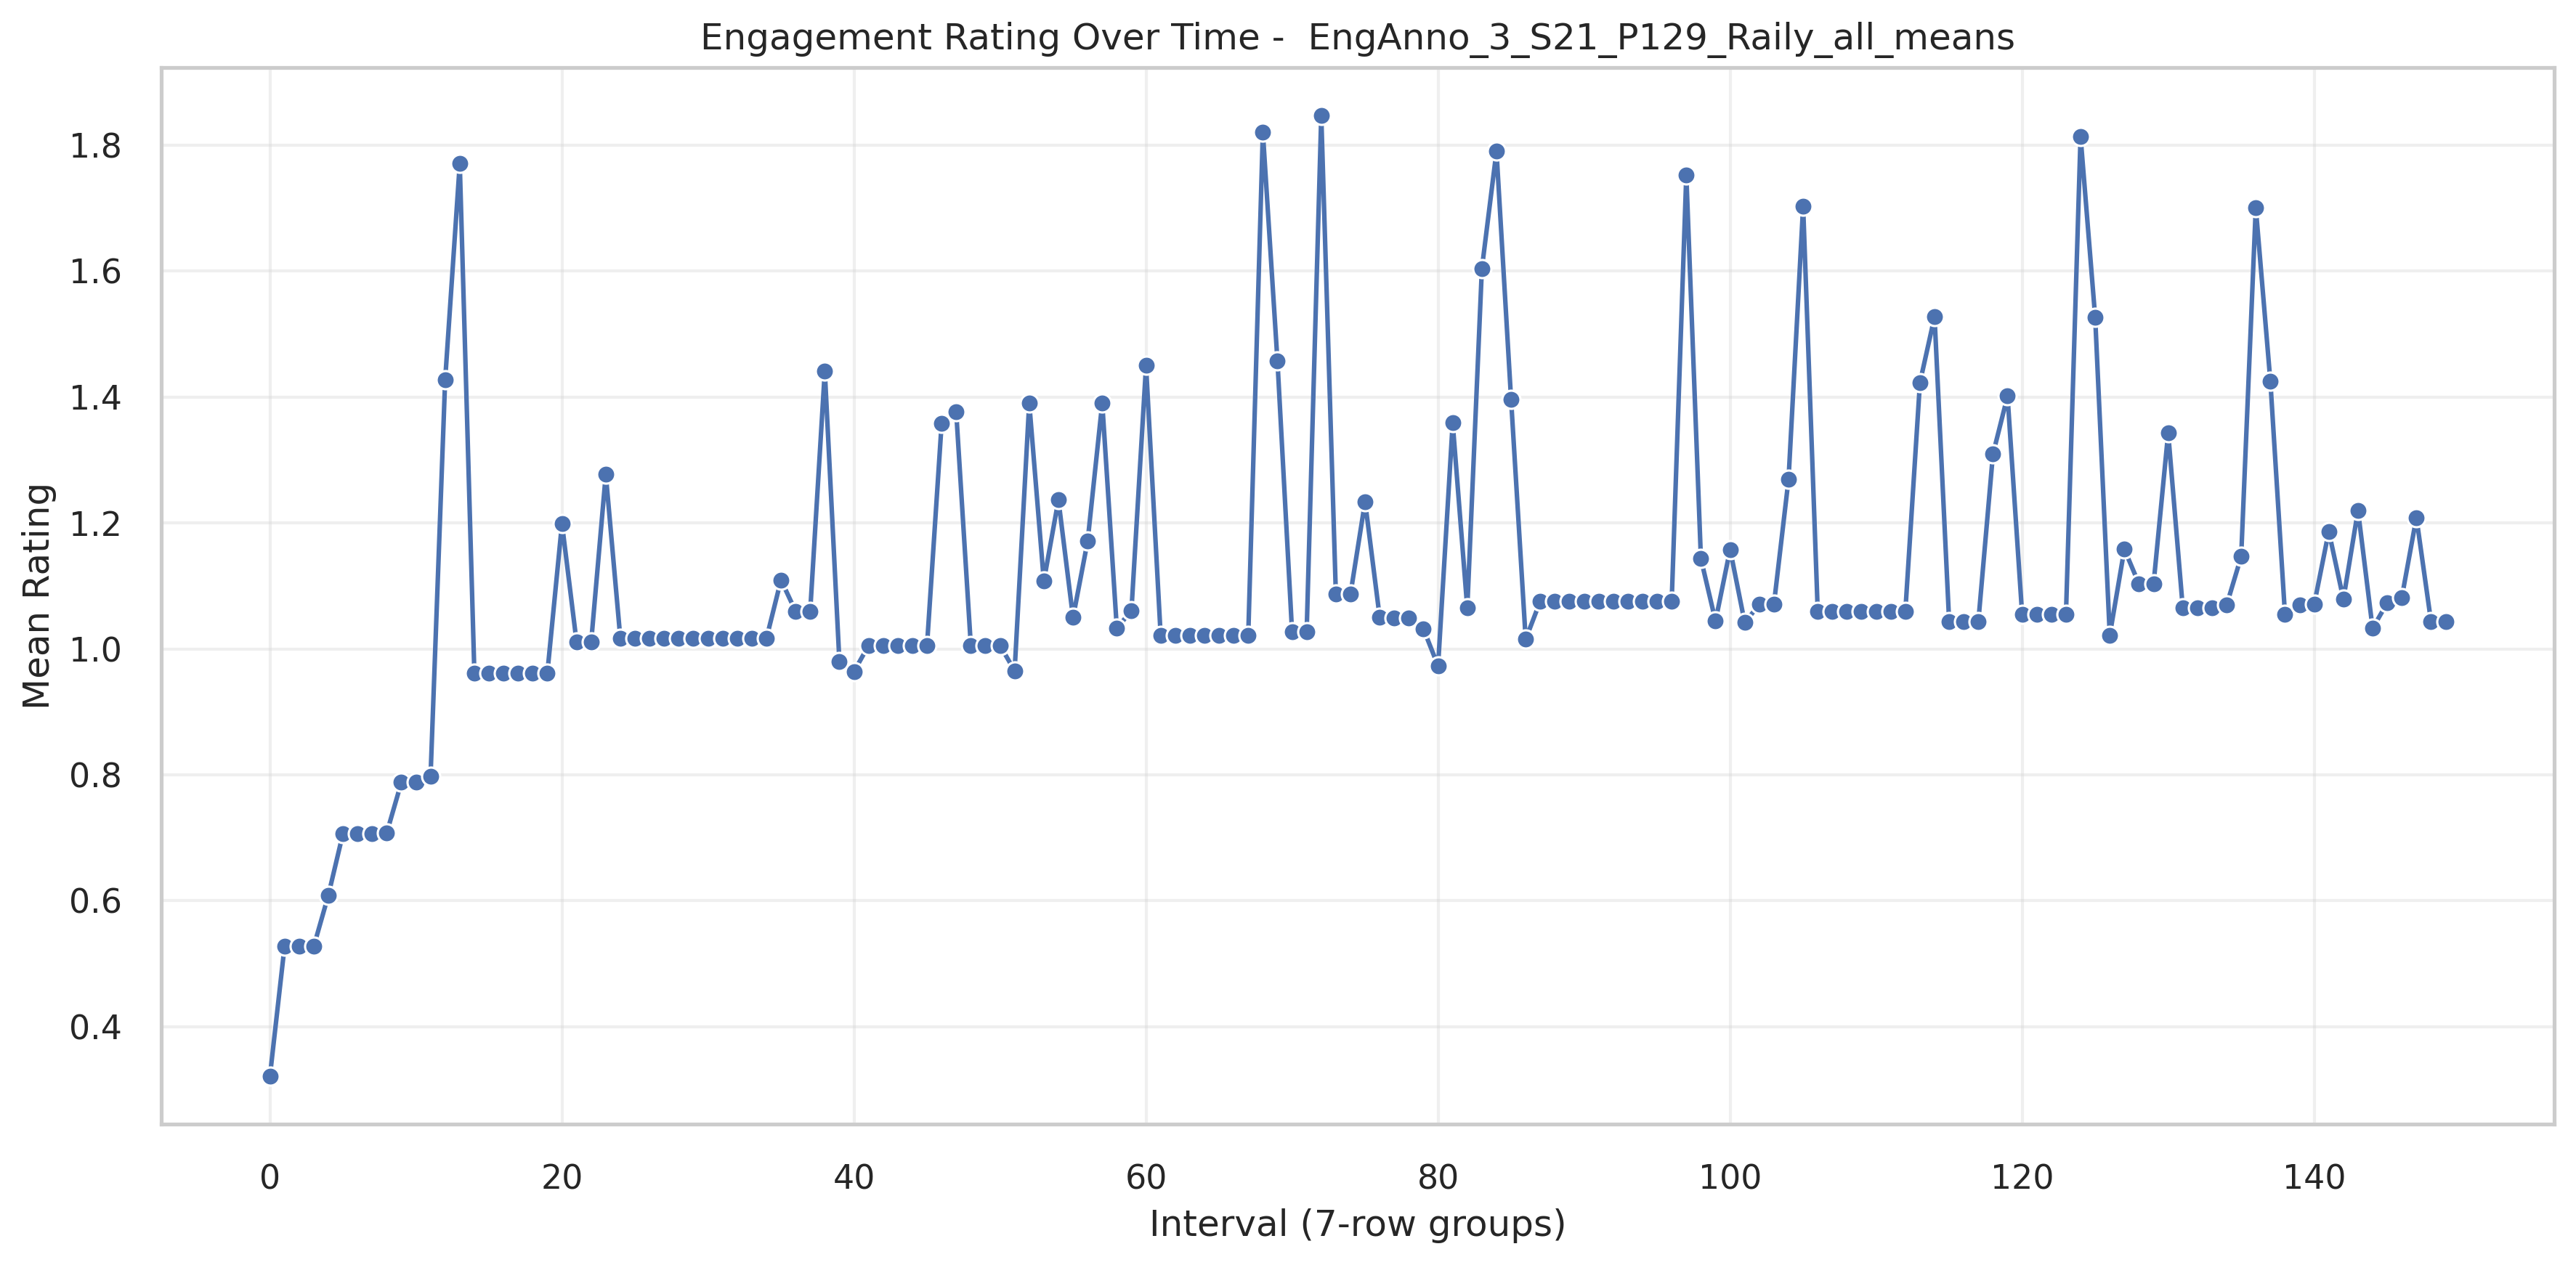 Engagement Rating Over Time -  EngAnno_3_S21_P129_Raily_all_means
1.8
1.6
1.4
1.2
1.0
0.8
0.6
0.4
Mean Rating
0 20 40 60 80 100 120 140
Interval (7-row groups)